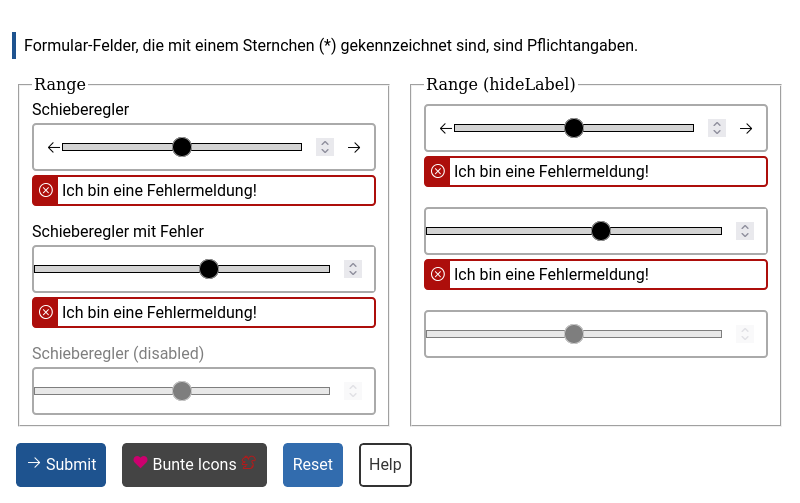 Formular-Felder, die mit einem Sternchen (*) gekennzeichnet sind, sind Pflichtangaben.
Range
Schieberegler
Ich bin eine Fehlermeldung!
Schieberegler mit Fehler
Ich bin eine Fehlermeldung!
Schieberegler (disabled)
Range (hideLabel)
Ich bin eine Fehlermeldung!
Ich bin eine Fehlermeldung!
Submit
Bunte Icons
Reset
Help